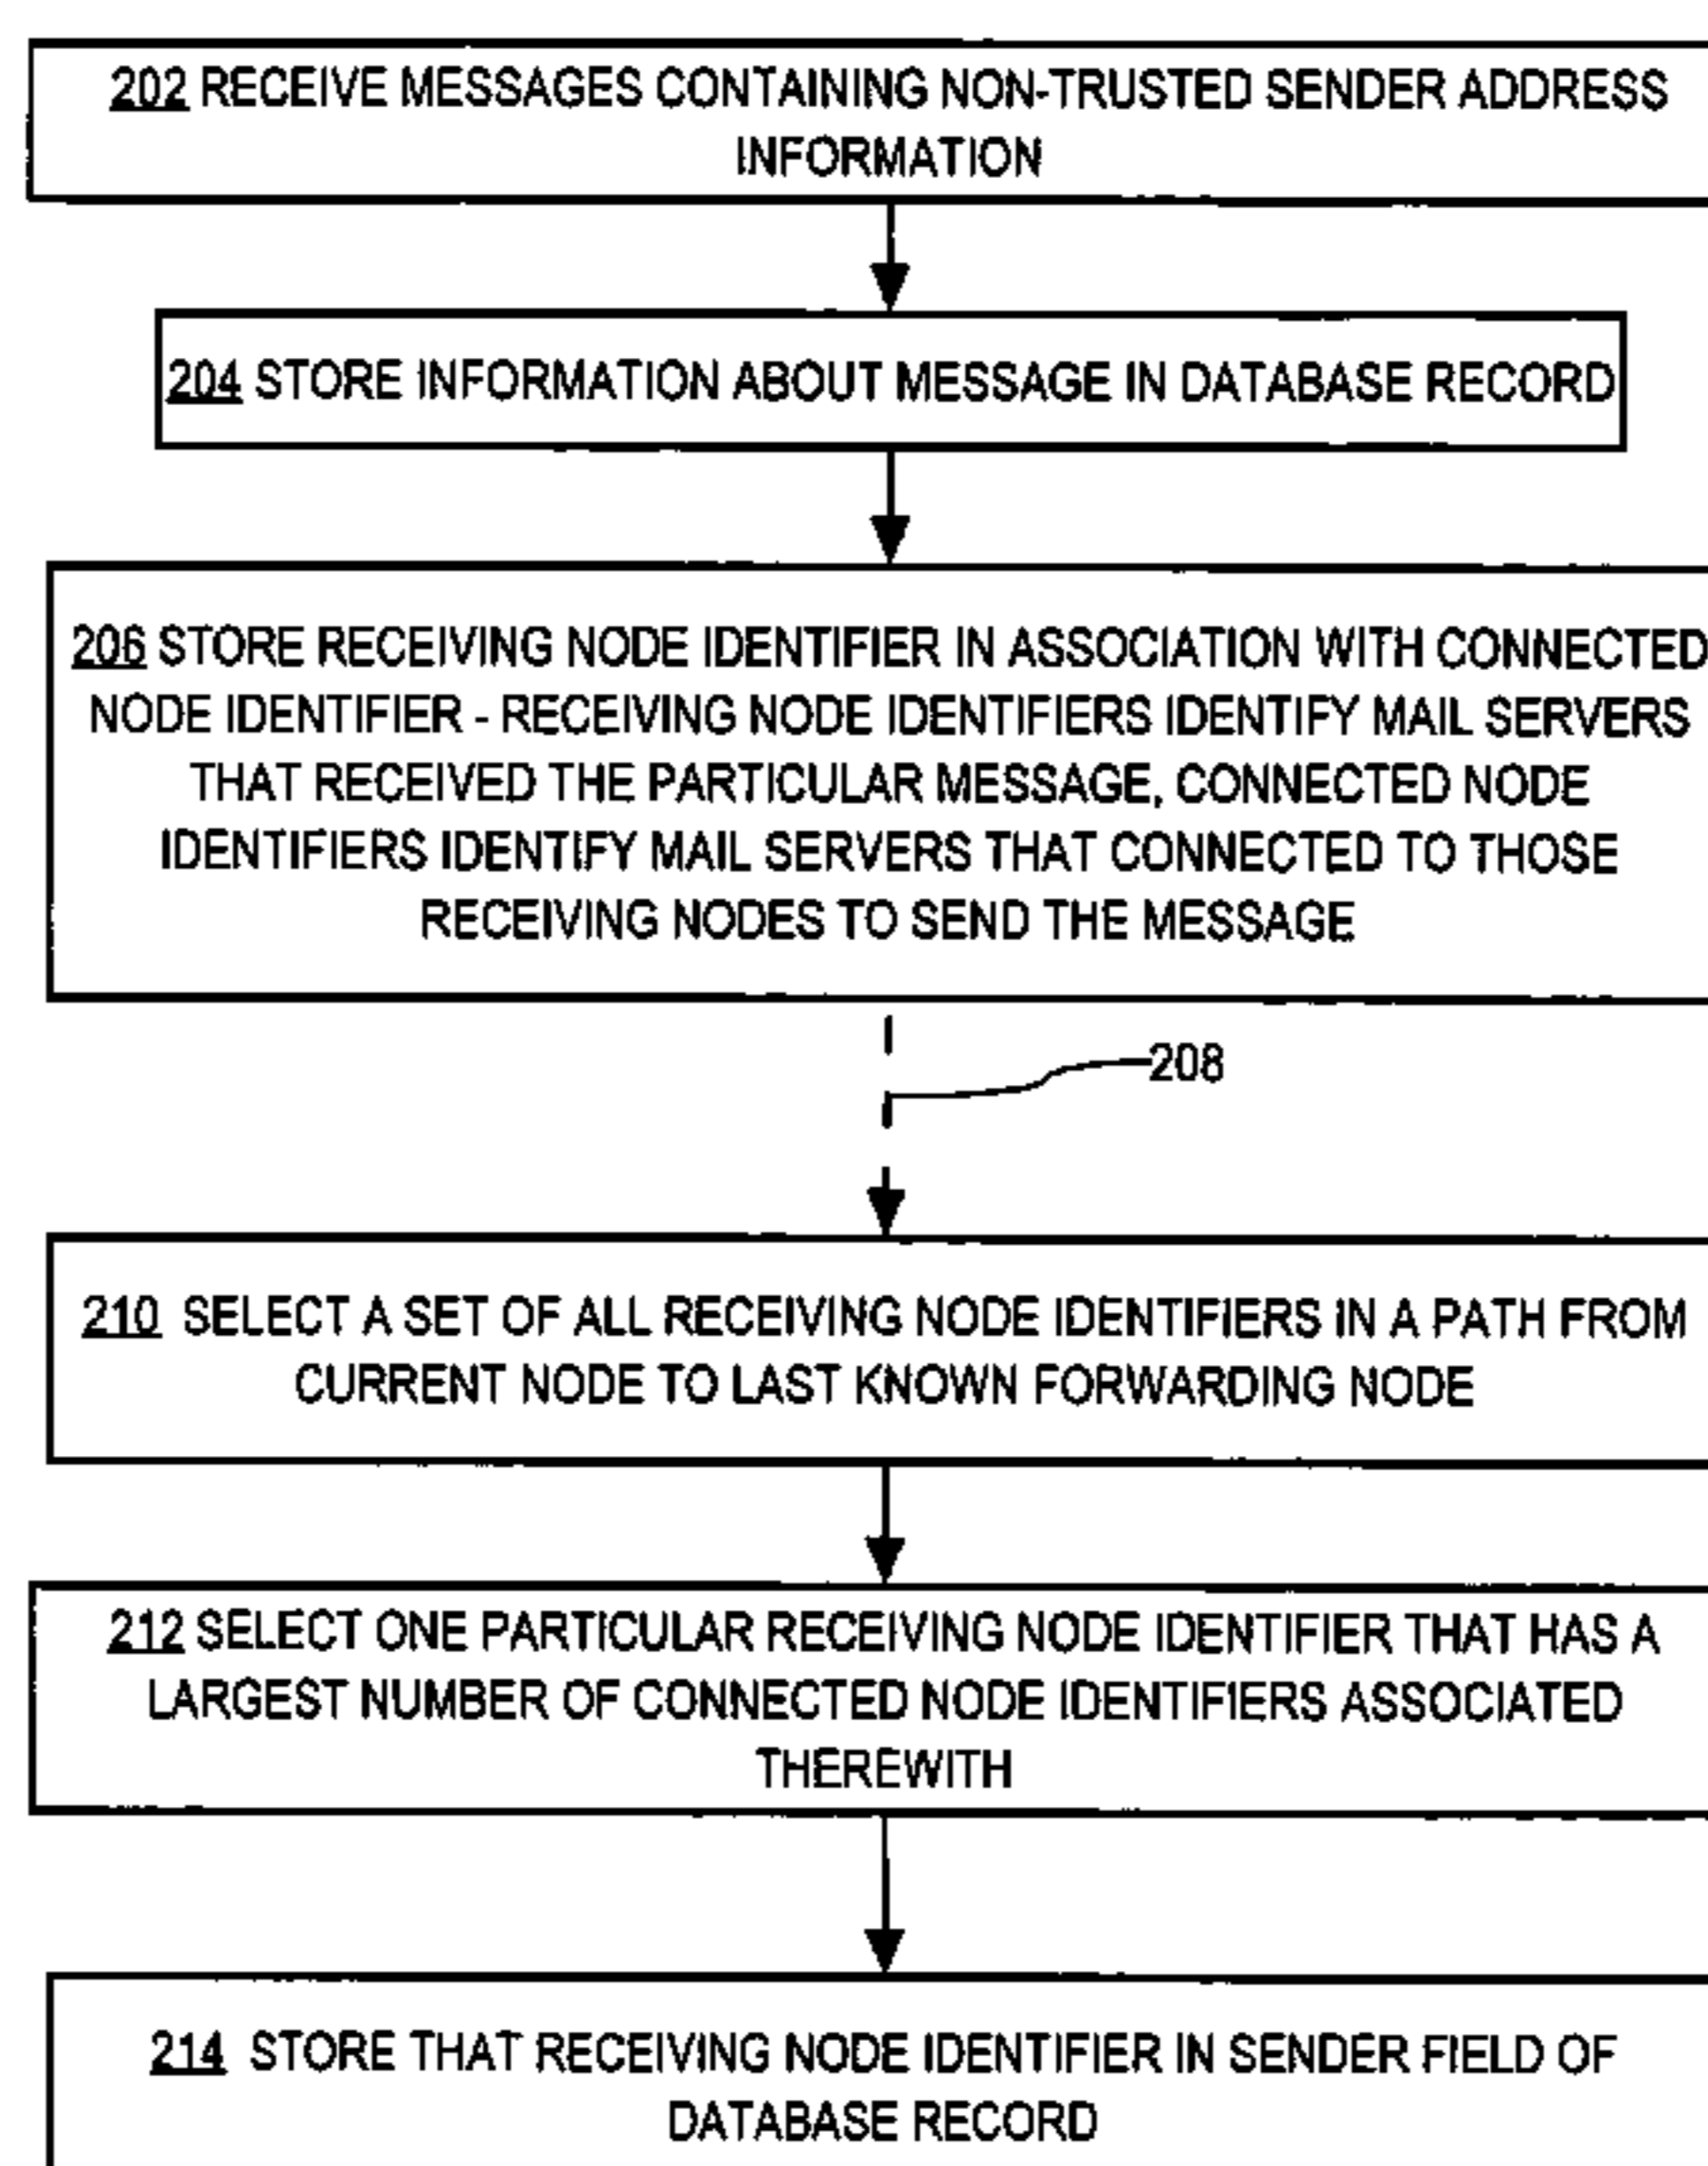 202 RECEIVE MESSAGES CONTAINING NON-TRUSTED SENDER ADDRESS
INFORMATION
204 STORE INFORMATION ABOUT MESSAGE IN DATABASE RECORD
206 STORE RECEIVING NODE IDENTIFIER IN ASSOCIATION WITH CONNECTED
NODE IDENTIFIER - RECEIVING NODE IDENTIFIERS IDENTIFY MAIL SERVERS
THAT RECEIVED THE PARTICULAR MESSAGE, CONNECTED NODE
IDENTIFIERS IDENTIFY MAIL SERVERS THAT CONNECTED TO THOSE
RECEIVING NODES TO SEND THE MESSAGE
208
210 SELECT A SET OF ALL RECEIVING NODE IDENTIFIERS IN A PATH FROM
CURRENT NODE TO LAST KNOWN FORWARDING NODE
212 SELECT ONE PARTICULAR RECEIVING NODE IDENTIFIER THAT HAS A
LARGEST NUMBER OF CONNECTED NODE IDENTIFIERS ASSOCIATED
THEREWITH
214 STORE THAT RECEIVING NODE IDENTIFIER IN SENDER FIELD OF
DATABASE RECORD